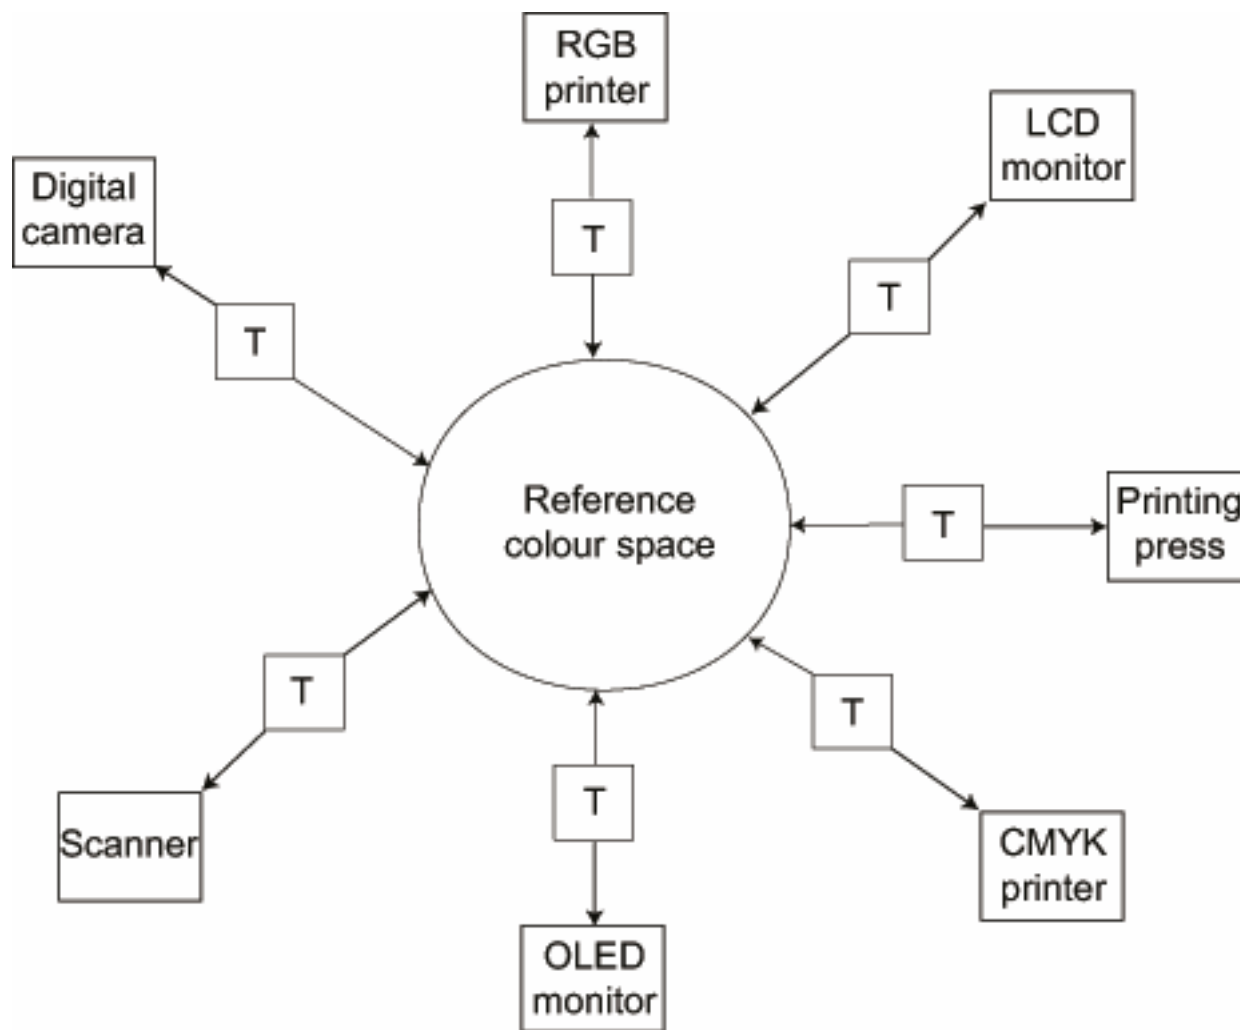 RGB
printer
LCD
monitor
Digital
camera
T
T
T
Reference
colour space
T
Printing
press
T
T
T
Scanner
CMYK
printer
OLED
monitor